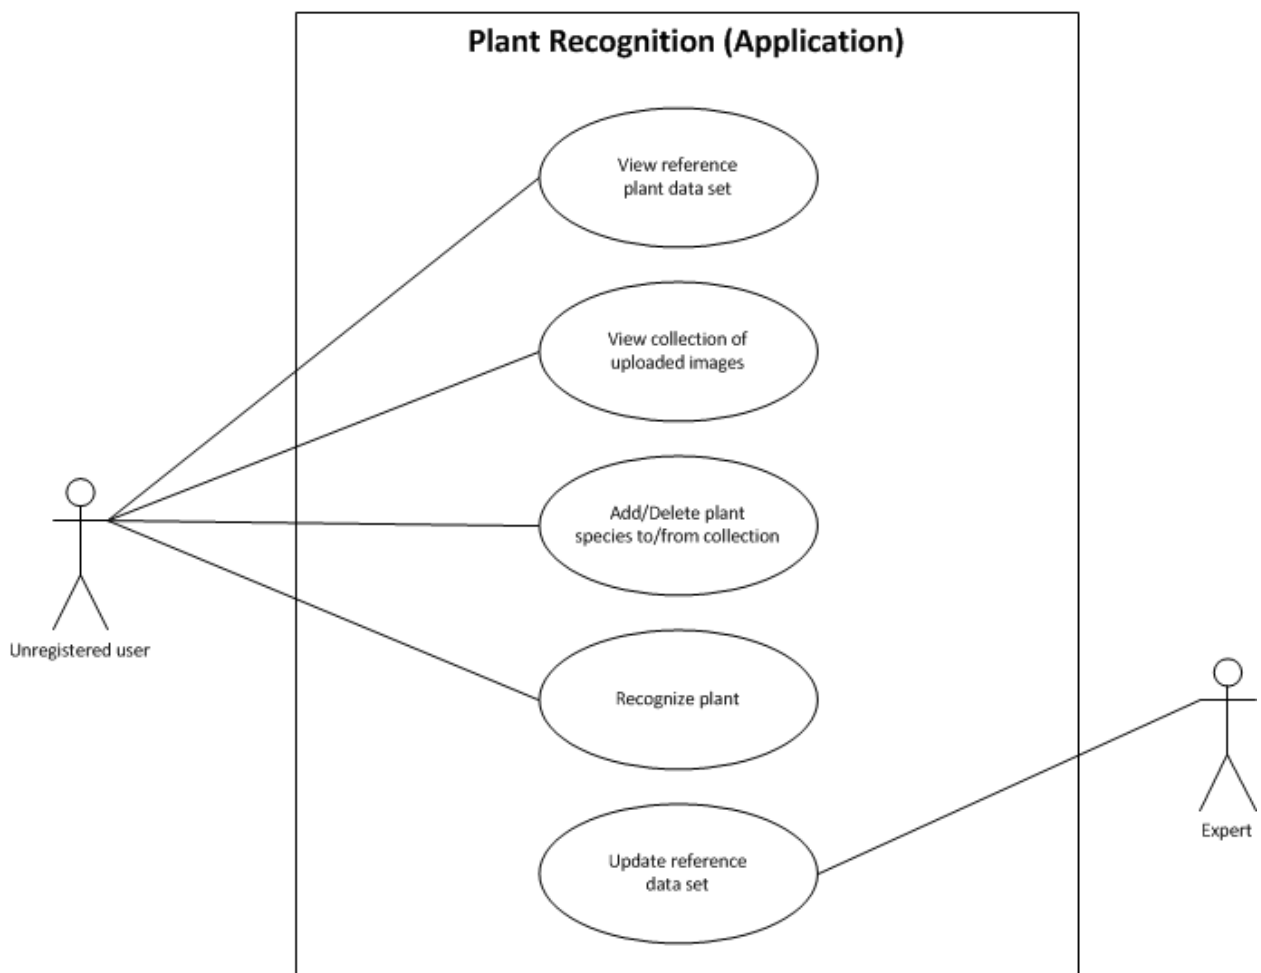 Plant Recognition (Application)
View reference
plant data set
View collection of
uploaded images
Add/Delete plant
species to/from collection
Unregistered user
Recognize plant
Expert
Update reference
data set